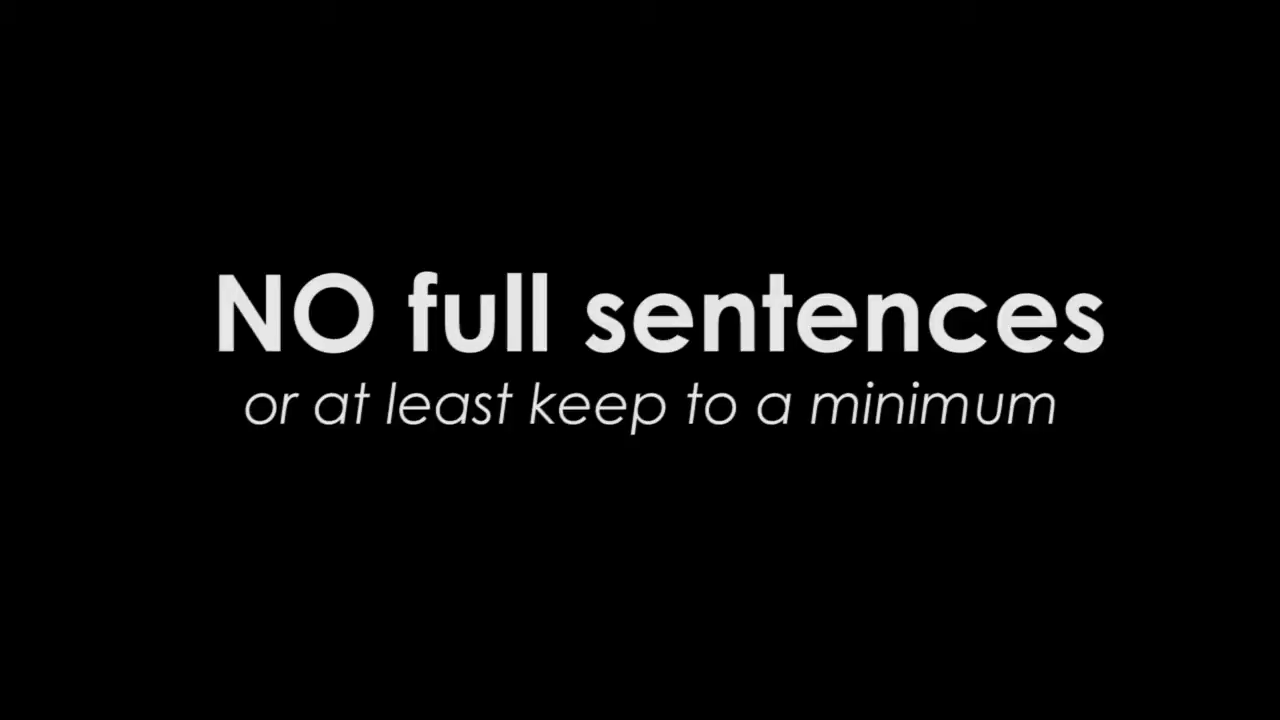 NO full sentences
or at least keep to a minimum